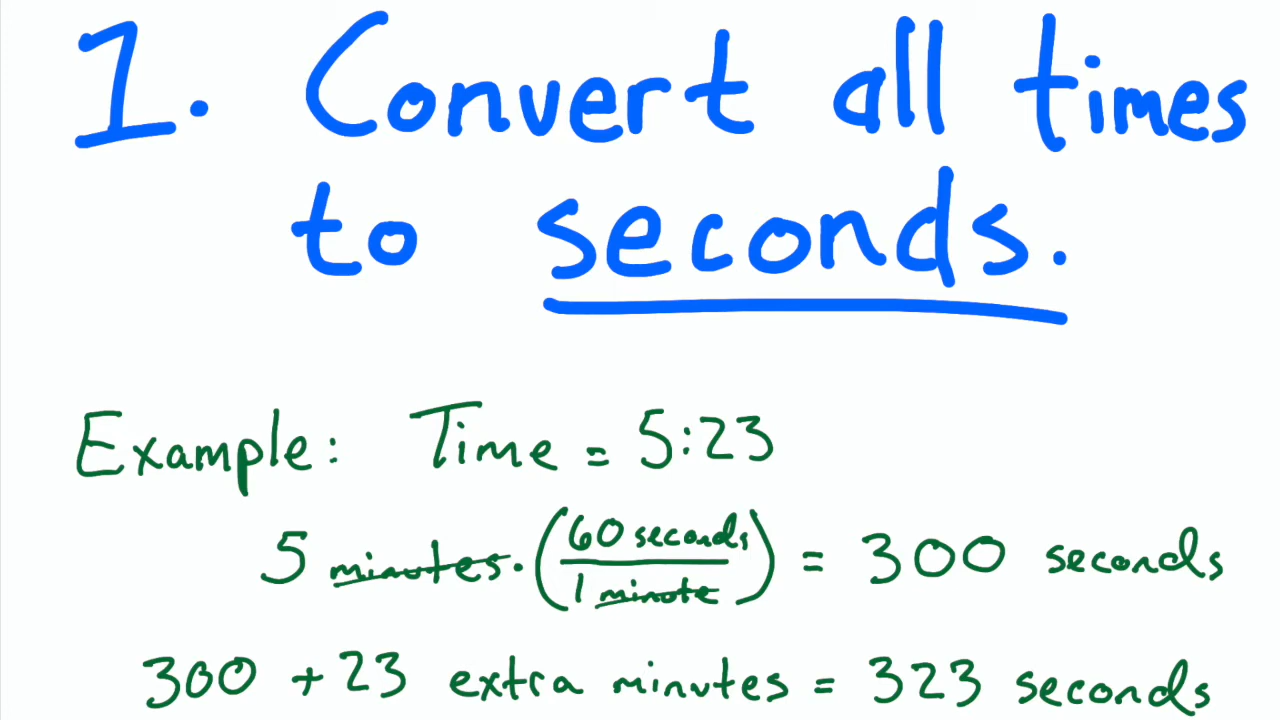 1. Convert all times
to seconds.
Example: Time = 5:23
5 minutes · (60 seconds / 1 minute) = 300 seconds
300 + 23 extra minutes = 323 seconds